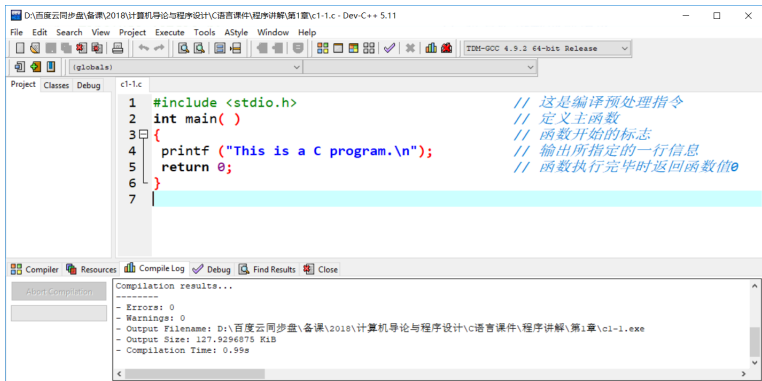 D:\百度云同步盘\备课\2018\计算机导论与程序设计\C语言课件\程序讲解\第1章\c1-1.c - Dev-C++ 5.11
File Edit Search View Project Execute Tools AStyle Window Help
TDM-GCC 4.9.2 64-bit Release
(globals)
Project Classes Debug c1-1.c
1 #include <stdio.h> // 这是编译预处理指令
2 int main( ) // 定义主函数
3 { // 函数开始的标志
4 printf ("This is a C program.\n"); // 输出所指定的一行信息
5 return 0; // 函数执行完毕时返回函数值0
6 }
7
Compiler Resources Compile Log Debug Find Results Close
Abort Compilation
Compilation results...
--------
- Errors: 0
- Warnings: 0
- Output Filename: D:\百度云同步盘\备课\2018\计算机导论与程序设计\C语言课件\程序讲解\第1章\c1-1.exe
- Output Size: 127.9296875 KiB
- Compilation Time: 0.99s